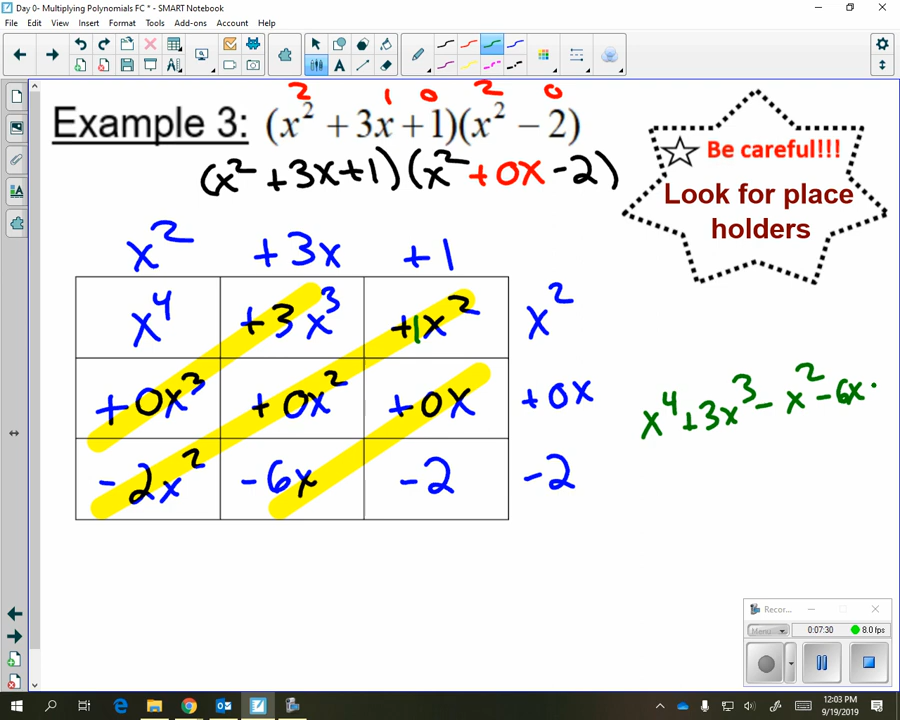 Day 0- Multiplying Polynomials FC * - SMART Notebook
File Edit View Insert Format Tools Add-ons Account Help
2 1 0 2 0
Example 3: (x² + 3x + 1)(x² − 2)
(x² +3x+1)(x² +0x -2)
Be careful!!!
Look for place
holders
x² +3x +1
x⁴ +3x³ +1x² x²
+0x³ +0x² +0x +0x
-2x² -6x -2 -2
x⁴+3x³- x²-6x.
Recor...
Menu 0:07:30 8.0 fps
12:03 PM
9/19/2019